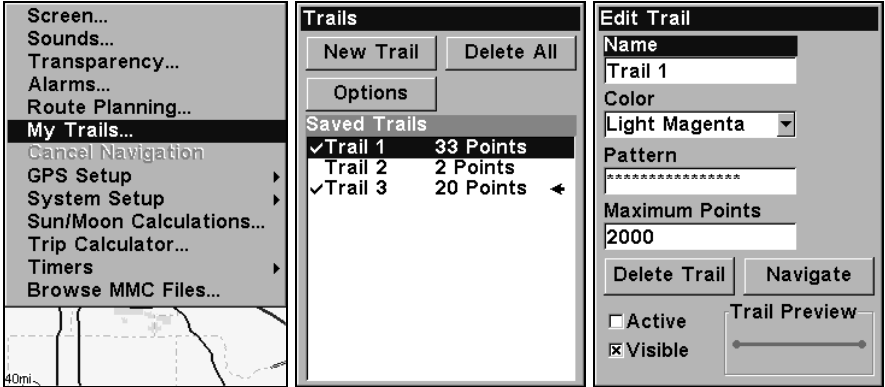 Screen...
Sounds...
Transparency...
Alarms...
Route Planning...
My Trails...
Cancel Navigation
GPS Setup
System Setup
Sun/Moon Calculations...
Trip Calculator...
Timers
Browse MMC Files...
40mi
Trails
New Trail Delete All
Options
Saved Trails
✓Trail 1 33 Points
Trail 2 2 Points
✓Trail 3 20 Points
Edit Trail
Name
Trail 1
Color
Light Magenta
Pattern
***************
Maximum Points
2000
Delete Trail Navigate
Active
Visible
Trail Preview